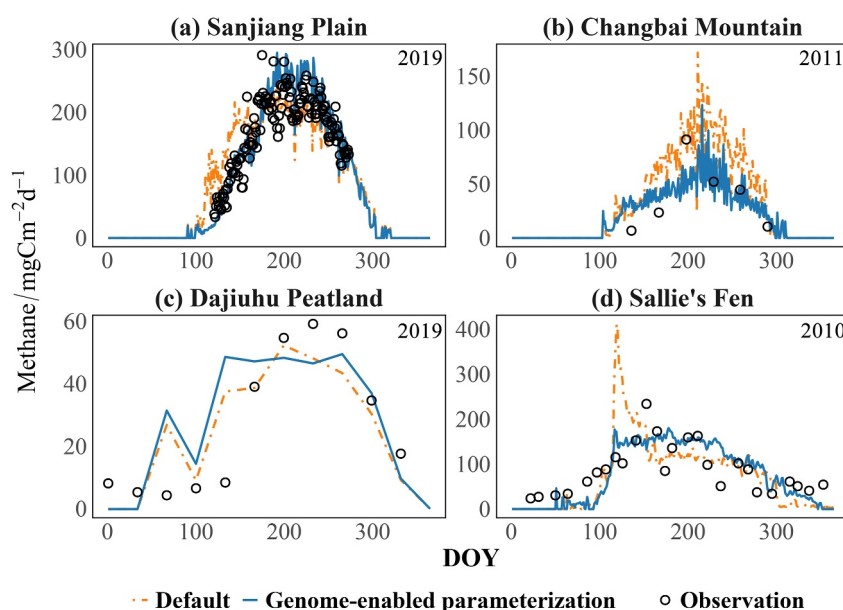 (a) Sanjiang Plain
(b) Changbai Mountain
300
200
100
0
2019
0 100 200 300
150
100
50
0
2011
0 100 200 300
(c) Dajiuhu Peatland
(d) Sallie's Fen
60
40
20
0
2019
0 100 200 300
400
300
200
100
0
2010
0 100 200 300
Methane/mgCm⁻²d⁻¹
DOY
Default Genome-enabled parameterization Observation